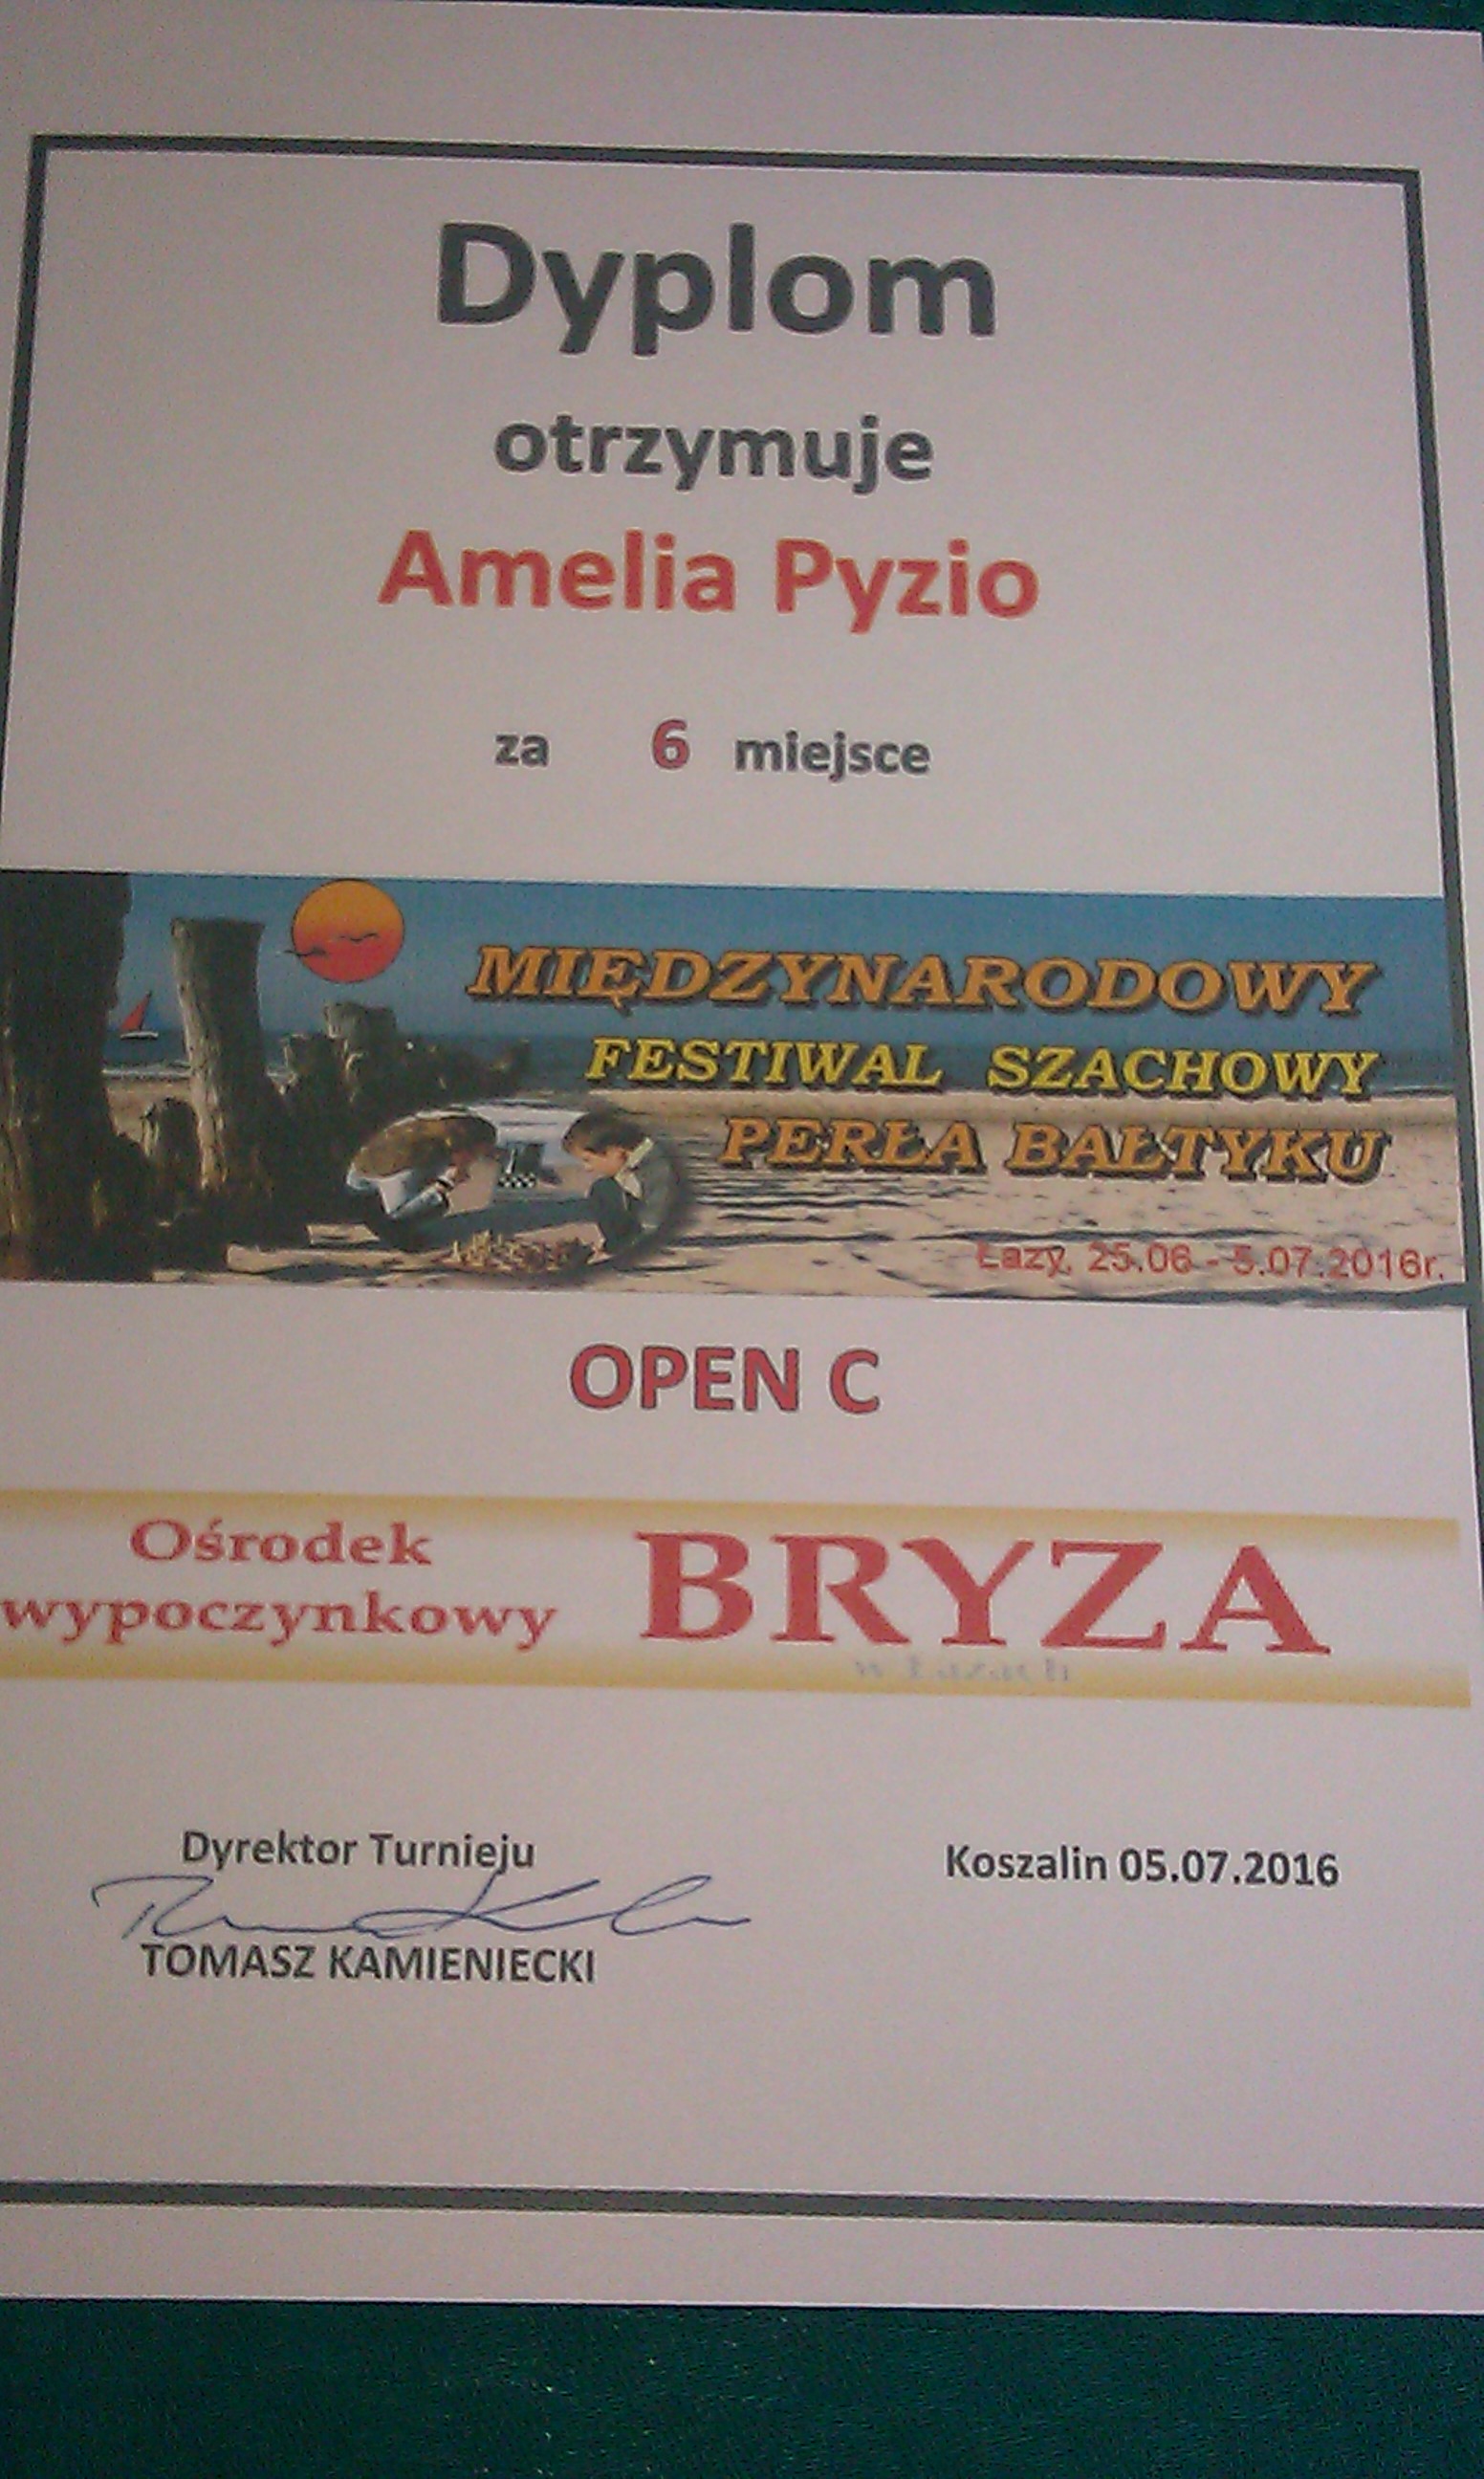 Dyplom
otrzymuje
Amelia Pyzio
za 6 miejsce
MIĘDZYNARODOWY
FESTIWAL SZACHOWY
PERŁA BAŁTYKU
Łazy, 25.06 - 5.07.2016r.
OPEN C
Ośrodek
wypoczynkowy
BRYZA
w Łazach
Dyrektor Turnieju
Koszalin 05.07.2016
TOMASZ KAMIENIECKI